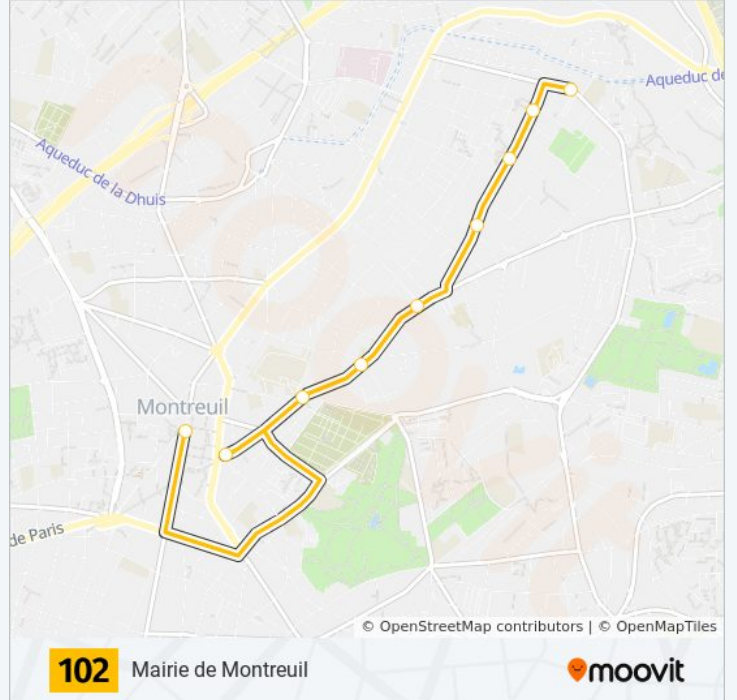 Aqueduc de
Aqueduc de la Dhuis
Montreuil
de Paris
© OpenStreetMap contributors | © OpenMapTiles
102 Mairie de Montreuil
moovit